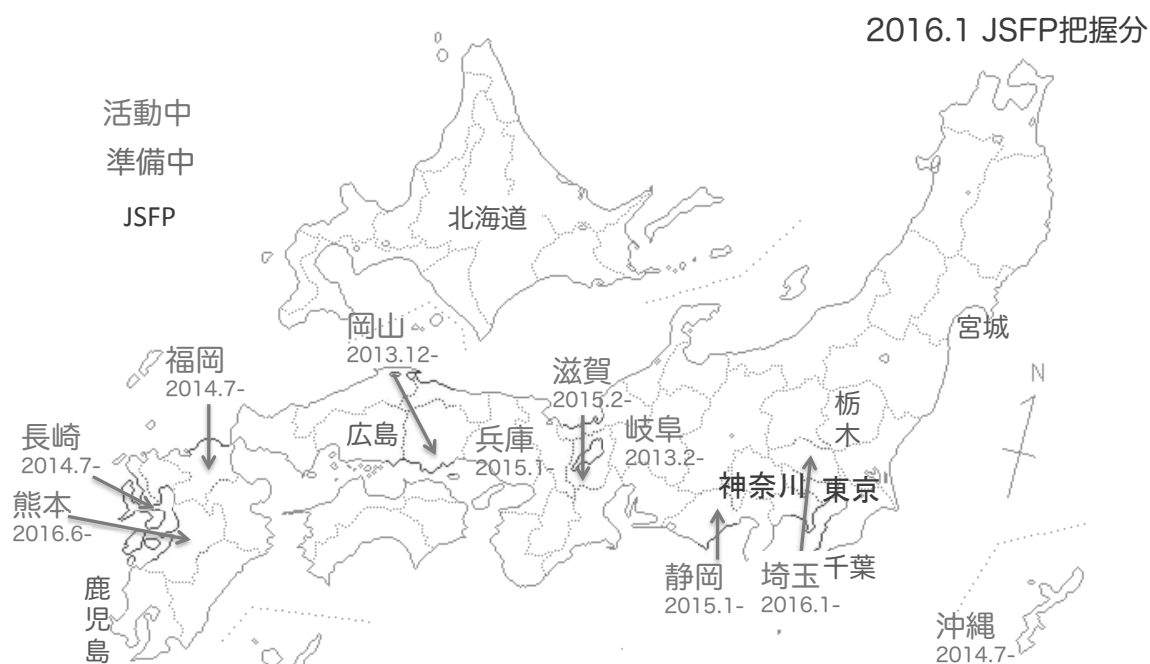 2016.1 JSFP把握分
活動中
準備中
JSFP
北海道
宮城
岡山
2013.12-
福岡
2014.7-
滋賀
2015.2-
栃
木
長崎
2014.7-
広島
兵庫
2015.1-
岐阜
2013.2-
熊本
2016.6-
神奈川
東京
鹿
児
島
静岡
2015.1-
埼玉
2016.1-
千葉
沖縄
2014.7-
N